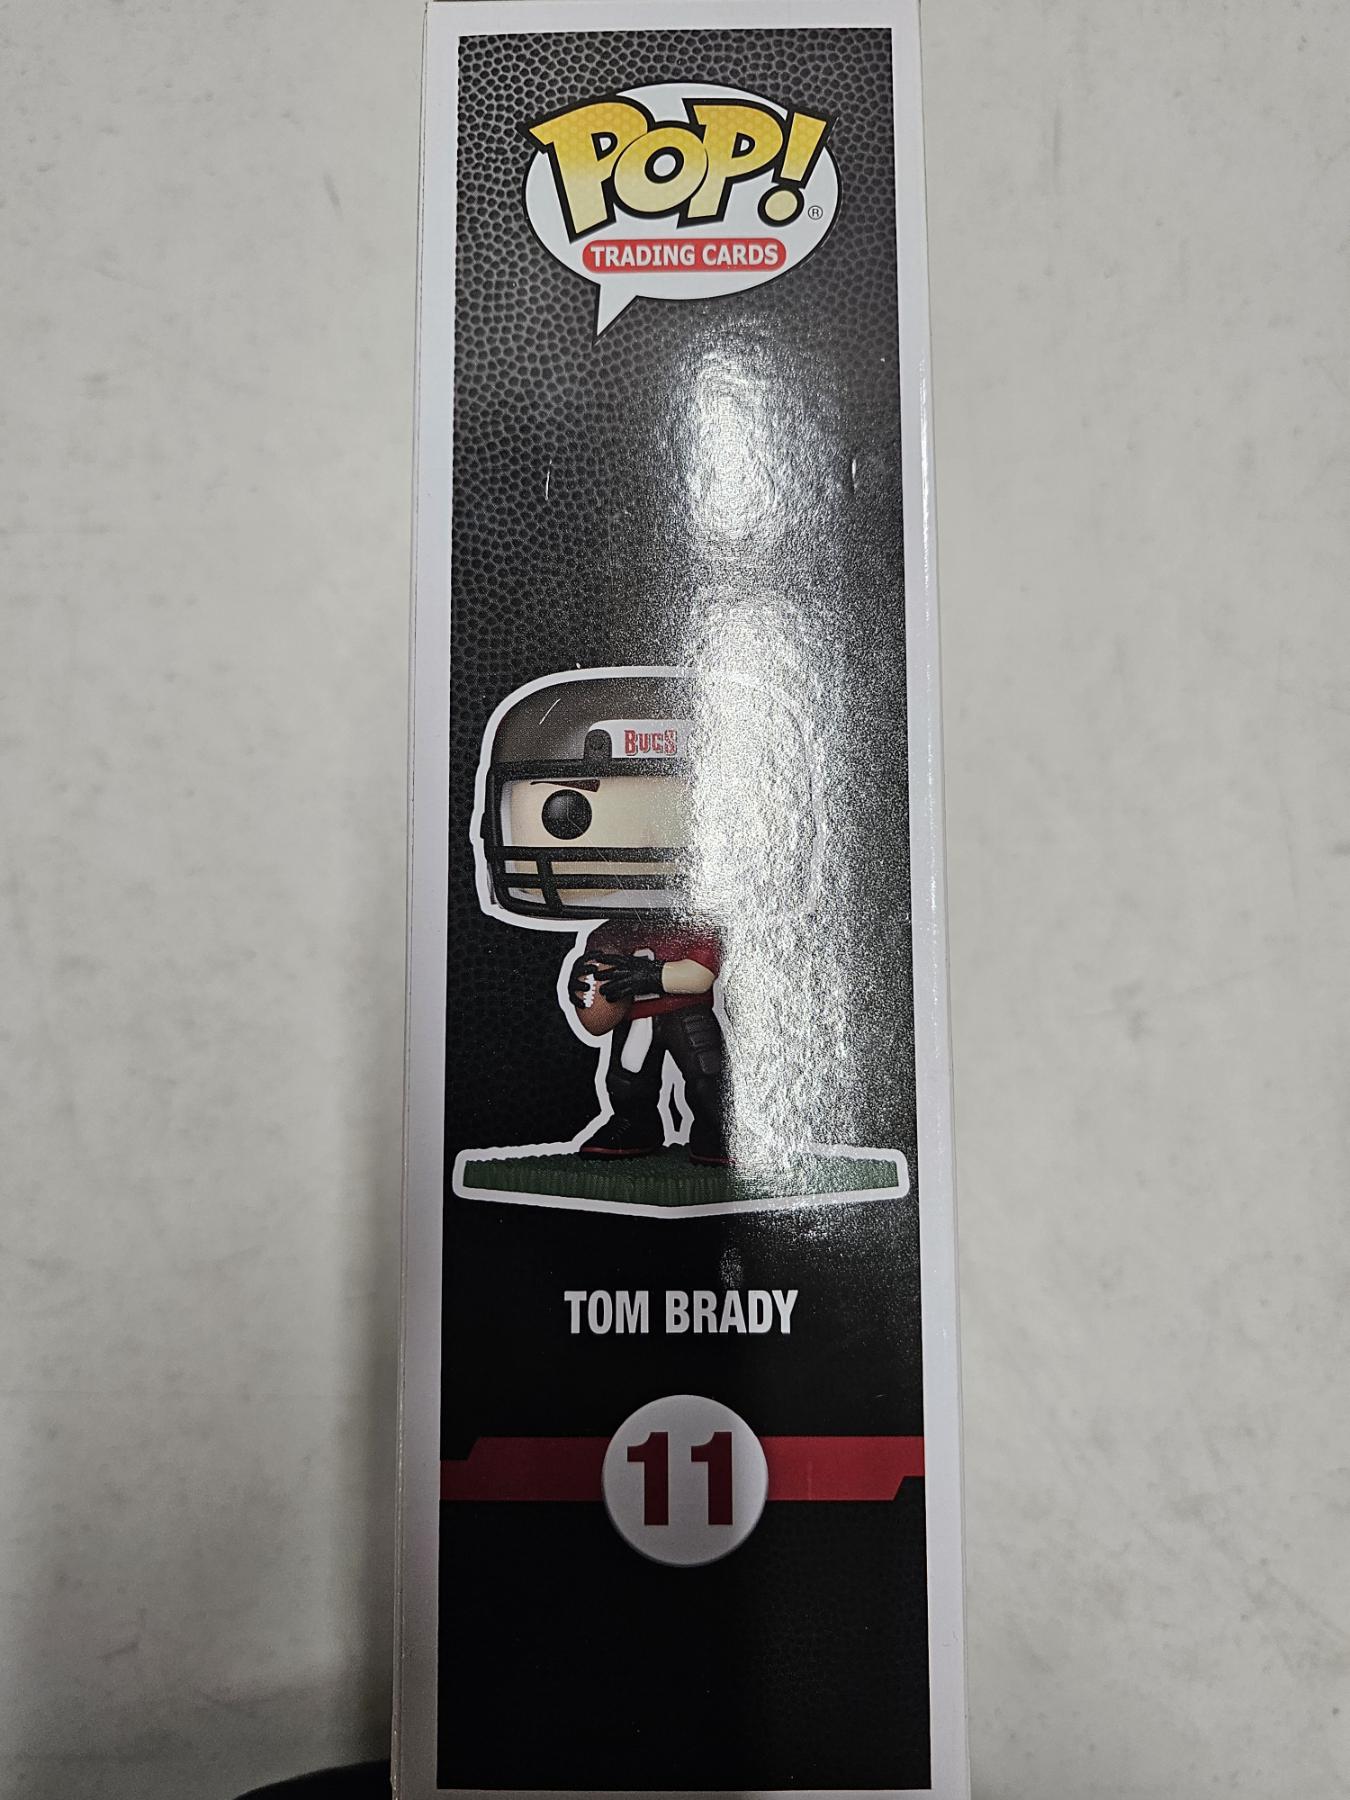 POP!
®
TRADING CARDS
BUCS
TOM BRADY
11